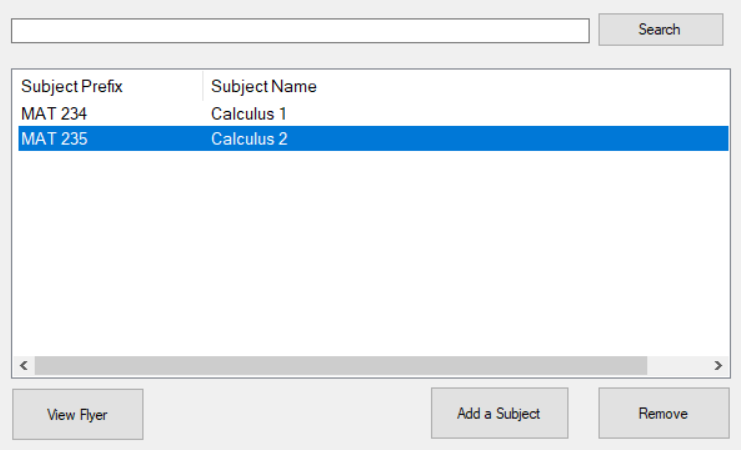 Search
Subject Prefix Subject Name
MAT 234 Calculus 1
MAT 235 Calculus 2
View Flyer Add a Subject Remove